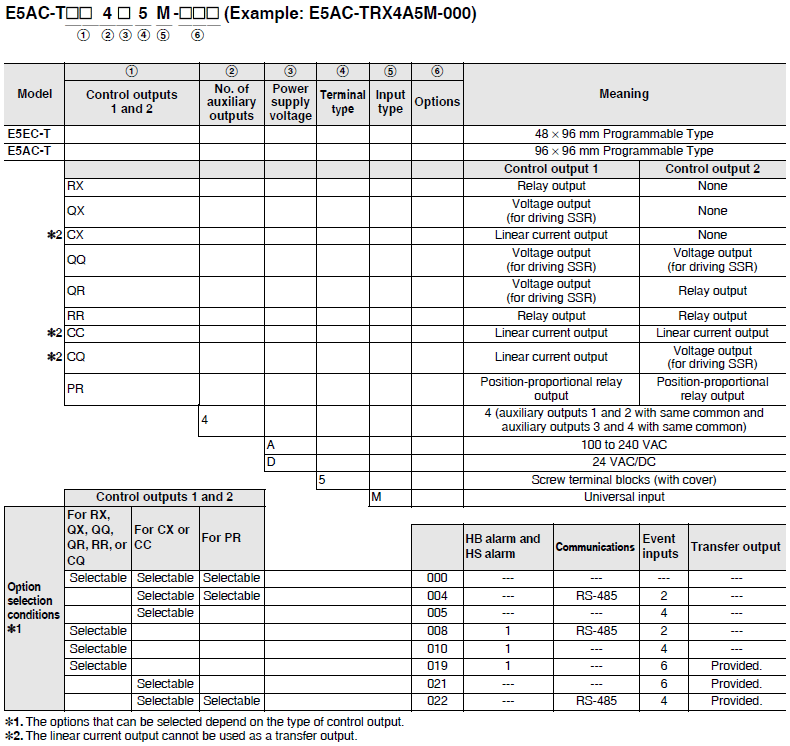 E5AC-T□□ 4 □ 5 M -□□□ (Example: E5AC-TRX4A5M-000)
① ② ③ ④ ⑤ ⑥
Model ① ② ③ ④ ⑤ ⑥ Meaning
Control outputs 1 and 2
No. of auxiliary outputs
Power supply voltage
Terminal type
Input type
Options
E5EC-T 48 × 96 mm Programmable Type
E5AC-T 96 × 96 mm Programmable Type
Control output 1 Control output 2
RX Relay output None
QX Voltage output (for driving SSR) None
✻2 CX Linear current output None
QQ Voltage output (for driving SSR) Voltage output (for driving SSR)
QR Voltage output (for driving SSR) Relay output
RR Relay output Relay output
✻2 CC Linear current output Linear current output
✻2 CQ Linear current output Voltage output (for driving SSR)
PR Position-proportional relay output Position-proportional relay output
4 4 (auxiliary outputs 1 and 2 with same common and auxiliary outputs 3 and 4 with same common)
A 100 to 240 VAC
D 24 VAC/DC
5 Screw terminal blocks (with cover)
Control outputs 1 and 2 M Universal input
Option selection conditions ✻1
For RX, QX, QQ, QR, RR, or CQ
For CX or CC
For PR
HB alarm and HS alarm
Communications
Event inputs
Transfer output
Selectable Selectable Selectable 000 --- --- --- ---
Selectable Selectable 004 --- RS-485 2 ---
Selectable 005 --- --- 4 ---
Selectable 008 1 RS-485 2 ---
Selectable 010 1 --- 4 ---
Selectable 019 1 --- 6 Provided.
Selectable 021 --- --- 6 Provided.
Selectable Selectable 022 --- RS-485 4 Provided.
✻1. The options that can be selected depend on the type of control output.
✻2. The linear current output cannot be used as a transfer output.